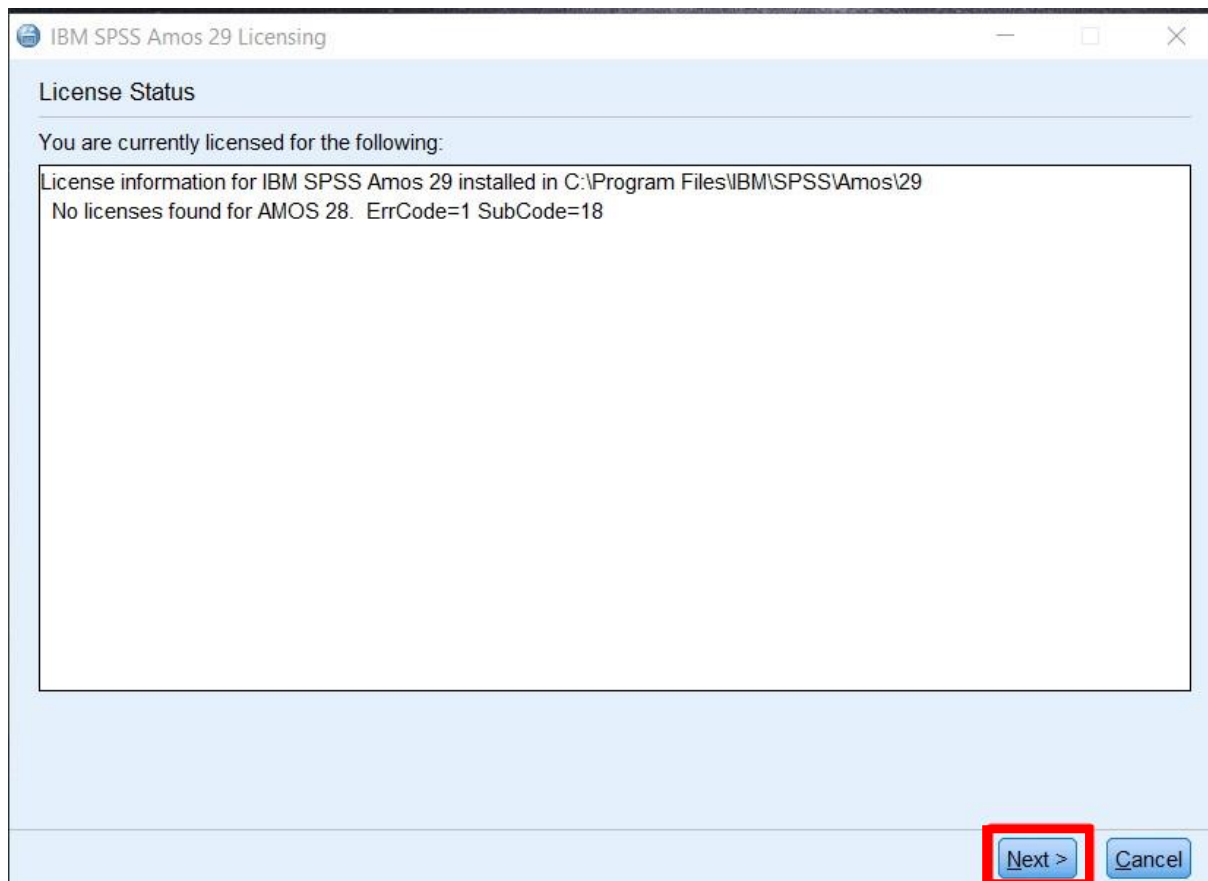 IBM SPSS Amos 29 Licensing
License Status
You are currently licensed for the following:
License information for IBM SPSS Amos 29 installed in C:\Program Files\IBM\SPSS\Amos\29
No licenses found for AMOS 28.  ErrCode=1 SubCode=18
Next >
Cancel